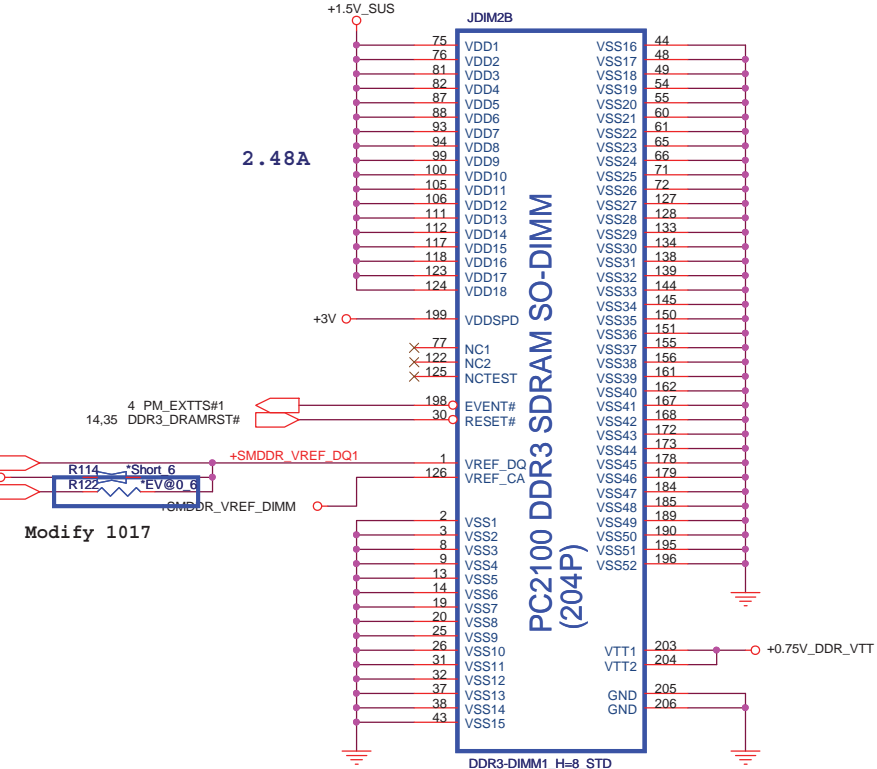 +1.5V_SUS
JDIM2B
75 VDD1 VSS16 44
76 VDD2 VSS17 48
81 VDD3 VSS18 49
82 VDD4 VSS19 54
87 VDD5 VSS20 55
88 VDD6 VSS21 60
93 VDD7 VSS22 61
94 VDD8 VSS23 65
99 VDD9 VSS24 66
100 VDD10 VSS25 71
105 VDD11 VSS26 72
106 VDD12 VSS27 127
111 VDD13 VSS28 128
112 VDD14 VSS29 133
117 VDD15 VSS30 134
118 VDD16 VSS31 138
123 VDD17 VSS32 139
124 VDD18 VSS33 144
2.48A
VSS34 145
+3V 199 VDDSPD VSS35 150
VSS36 151
77 NC1 VSS37 155
122 NC2 VSS38 156
125 NCTEST VSS39 161
VSS40 162
4 PM_EXTTS#1 198 EVENT# VSS41 167
14,35 DDR3_DRAMRST# 30 RESET# VSS42 168
VSS43 172
VSS44 173
+SMDDR_VREF_DQ1 1 VREF_DQ VSS45 178
126 VREF_CA VSS46 179
R114 *Short_6
R122 *EV@0_6
VSS47 184
+SMDDR_VREF_DIMM VSS48 185
2 VSS1 VSS49 189
3 VSS2 VSS50 190
8 VSS3 VSS51 195
9 VSS4 VSS52 196
Modify 1017
13 VSS5
14 VSS6
19 VSS7
20 VSS8
25 VSS9
26 VSS10 VTT1 203 +0.75V_DDR_VTT
31 VSS11 VTT2 204
32 VSS12
37 VSS13 GND 205
38 VSS14 GND 206
43 VSS15
PC2100 DDR3 SDRAM SO-DIMM
(204P)
DDR3-DIMM1_H=8_STD